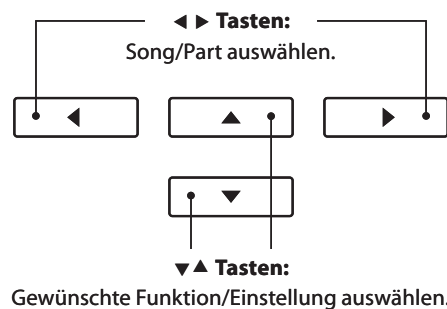 ◀ ▶ Tasten:
Song/Part auswählen.
▼▲ Tasten:
Gewünschte Funktion/Einstellung auswählen.